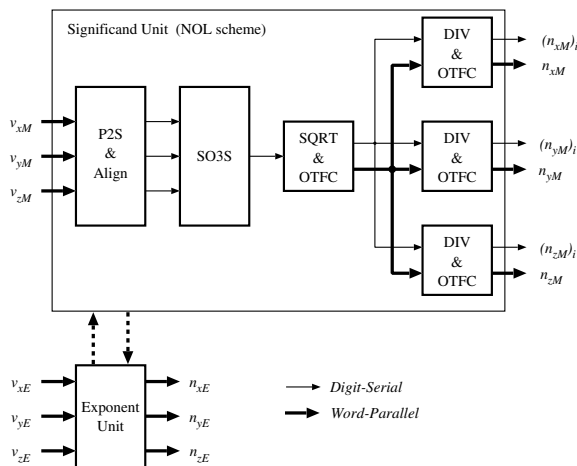 Significand Unit (NOL scheme)
v_xM
v_yM
v_zM
P2S
&
Align
SO3S
SQRT
&
OTFC
DIV
&
OTFC
(n_xM)_i
n_xM
DIV
&
OTFC
(n_yM)_i
n_yM
DIV
&
OTFC
(n_zM)_i
n_zM
v_xE
v_yE
v_zE
Exponent
Unit
n_xE
n_yE
n_zE
Digit-Serial
Word-Parallel